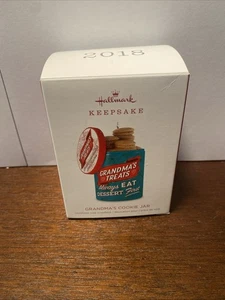 2018
Hallmark
KEEPSAKE
GRANDMA'S
TREATS
Always EAT
DESSERT First
GRANDMA'S COOKIE JAR